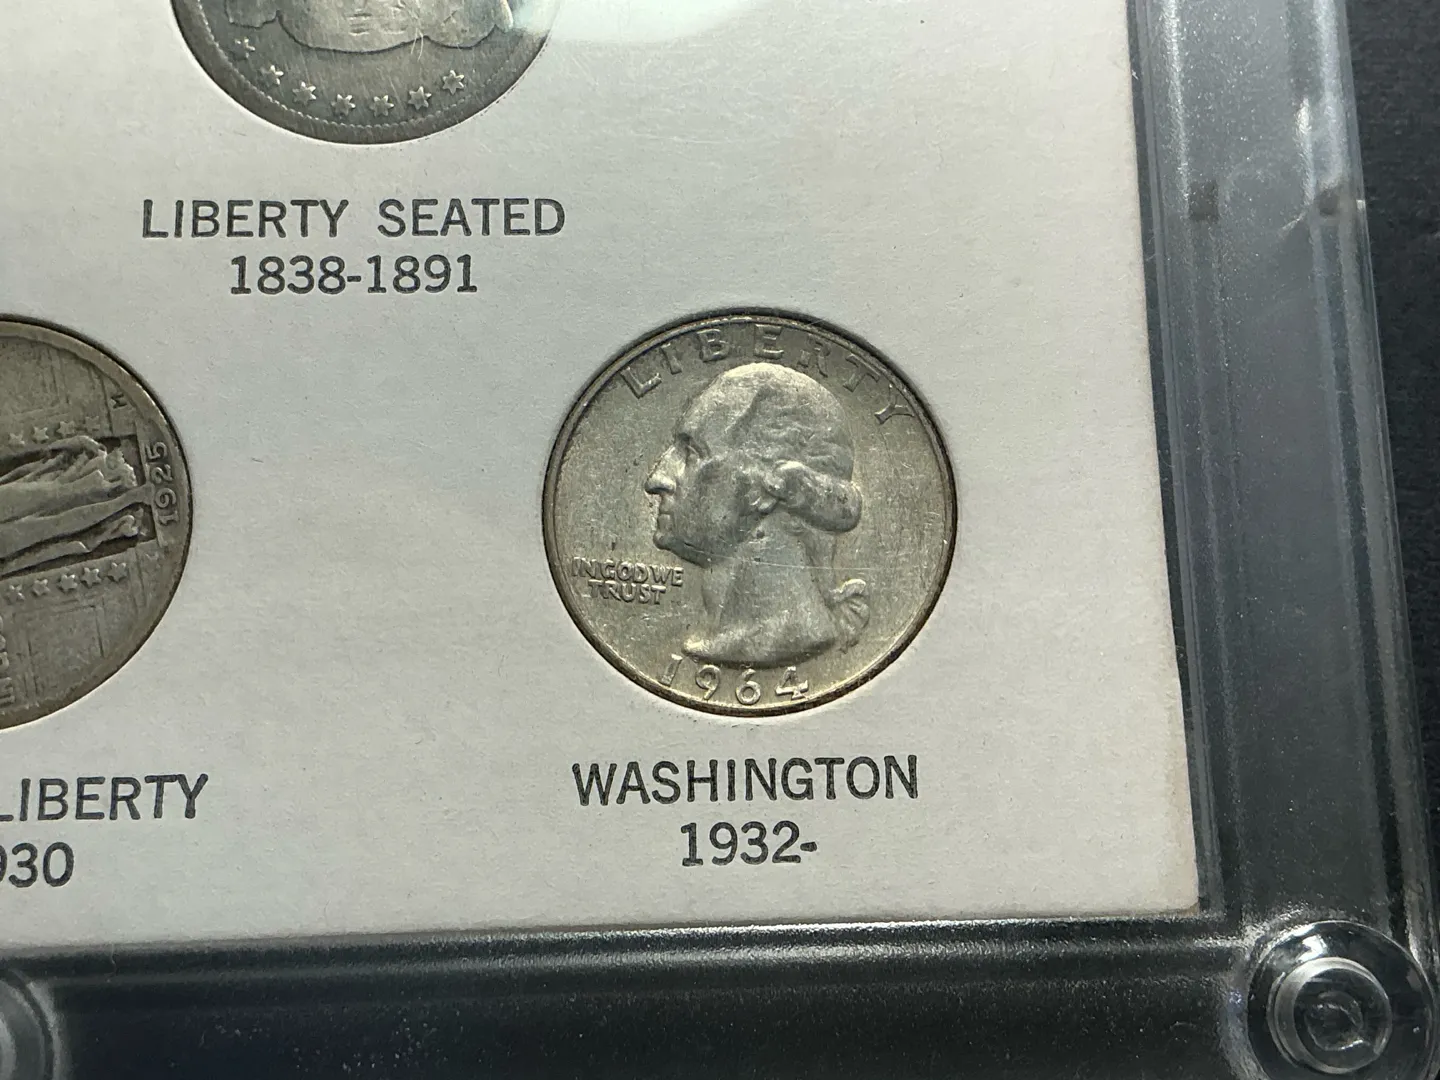 LIBERTY SEATED
1838-1891
M
1925
LIBERTY
IN GOD WE
TRUST
1964
LIBERTY
930
WASHINGTON
1932-